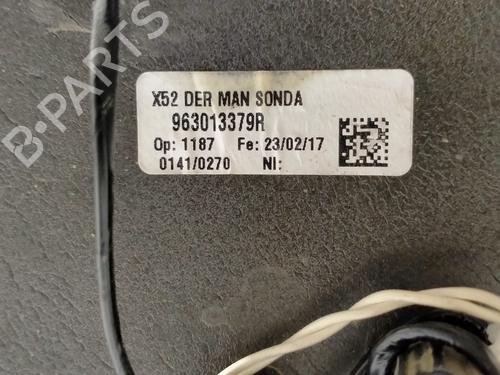 X52 DER MAN SONDA
963013379R
Op: 1187 Fe: 23/02/17
0141/0270 NI:
B-PARTS